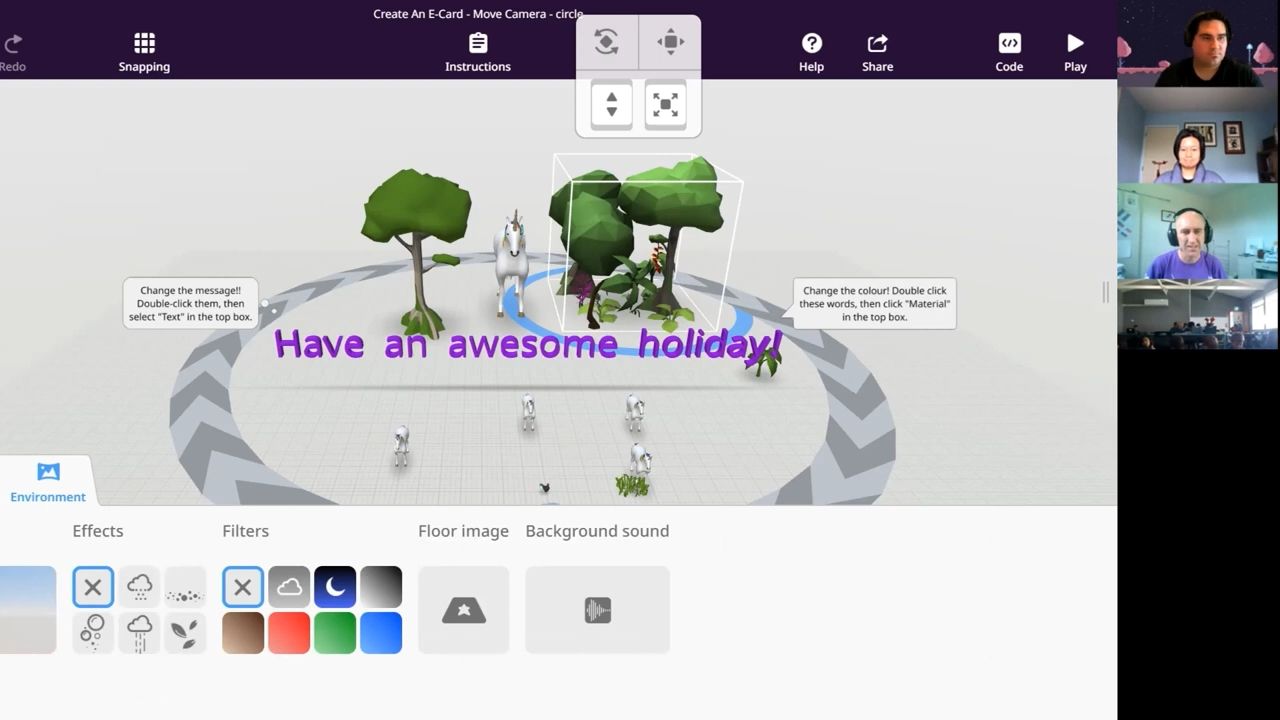 Create An E-Card - Move Camera - circle
Redo
Snapping
Instructions
Help
Share
Code
Play
Change the message!!
Double-click them, then
select "Text" in the top box.
Change the colour! Double click
these words, then click "Material"
in the top box.
Have an awesome holiday!
Environment
Effects
Filters
Floor image
Background sound